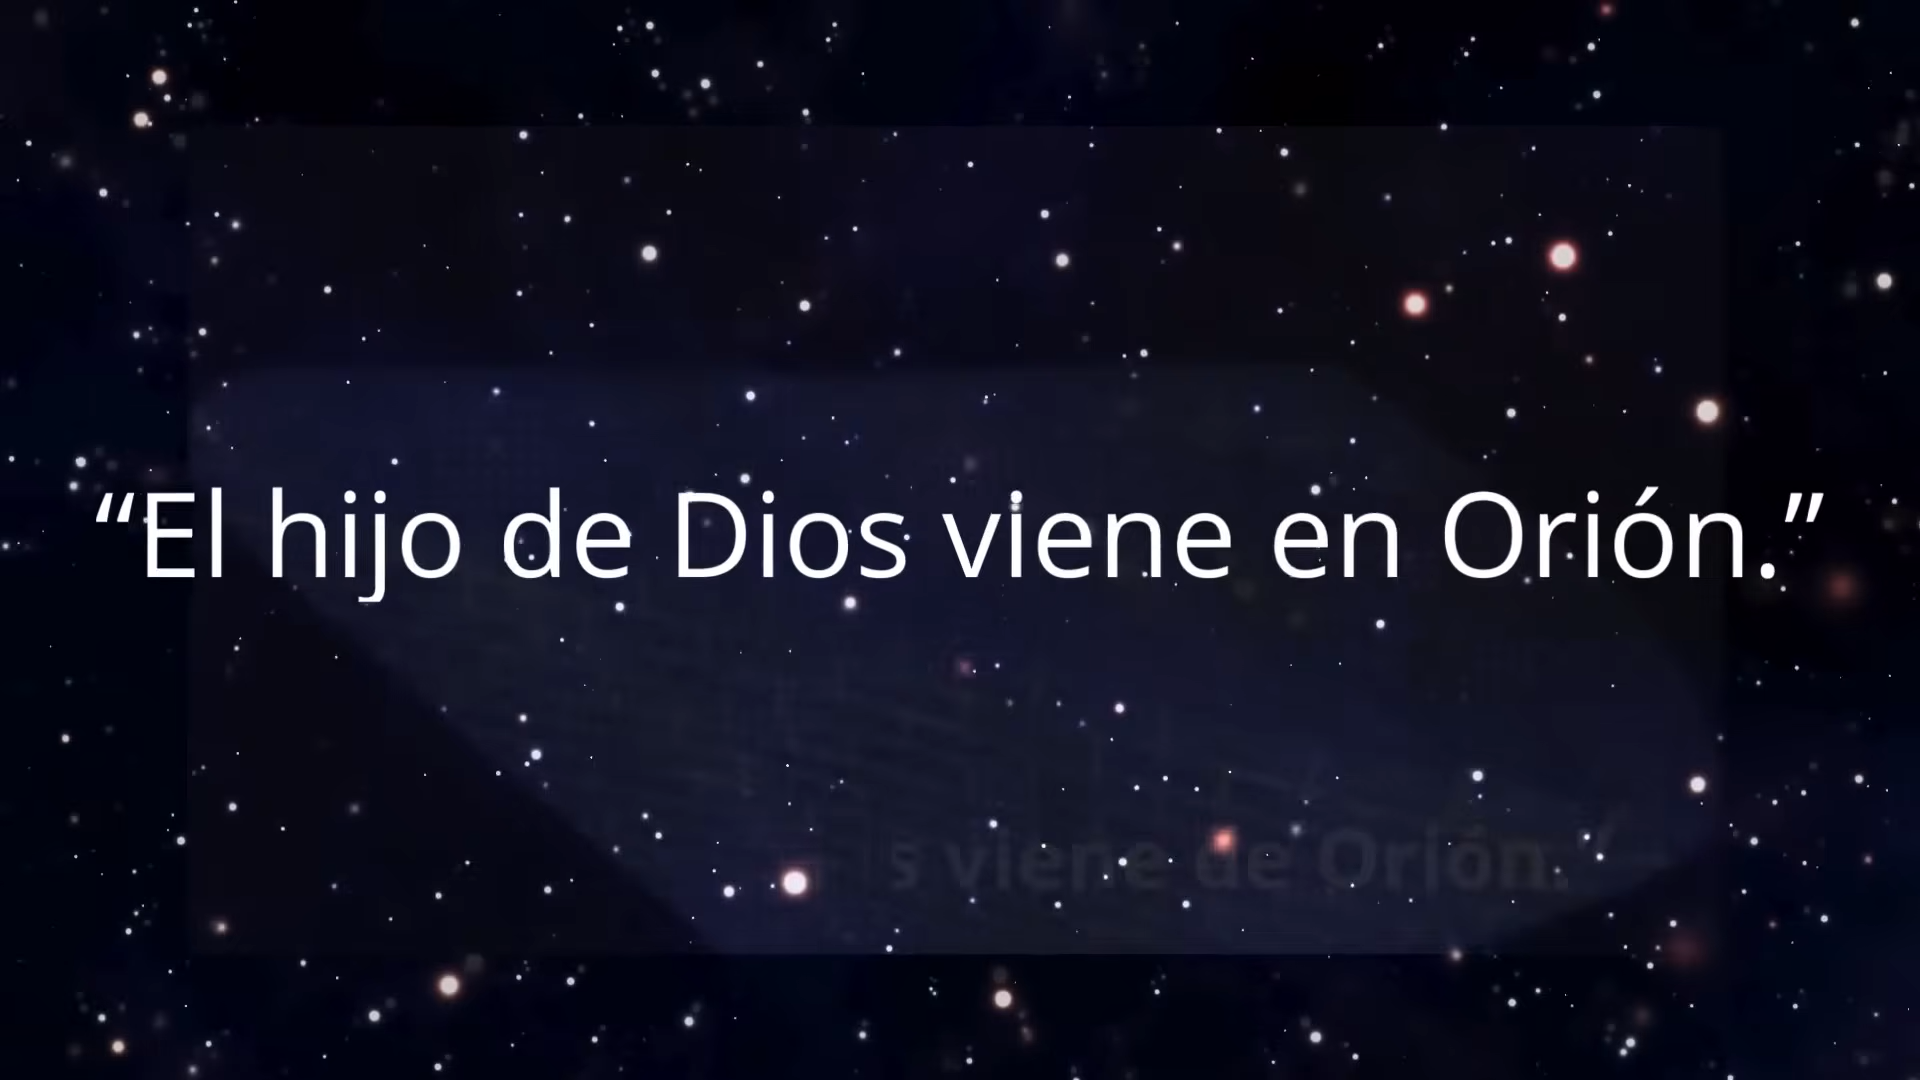 “El hijo de Dios viene en Orión.”
s viene de Orión.”